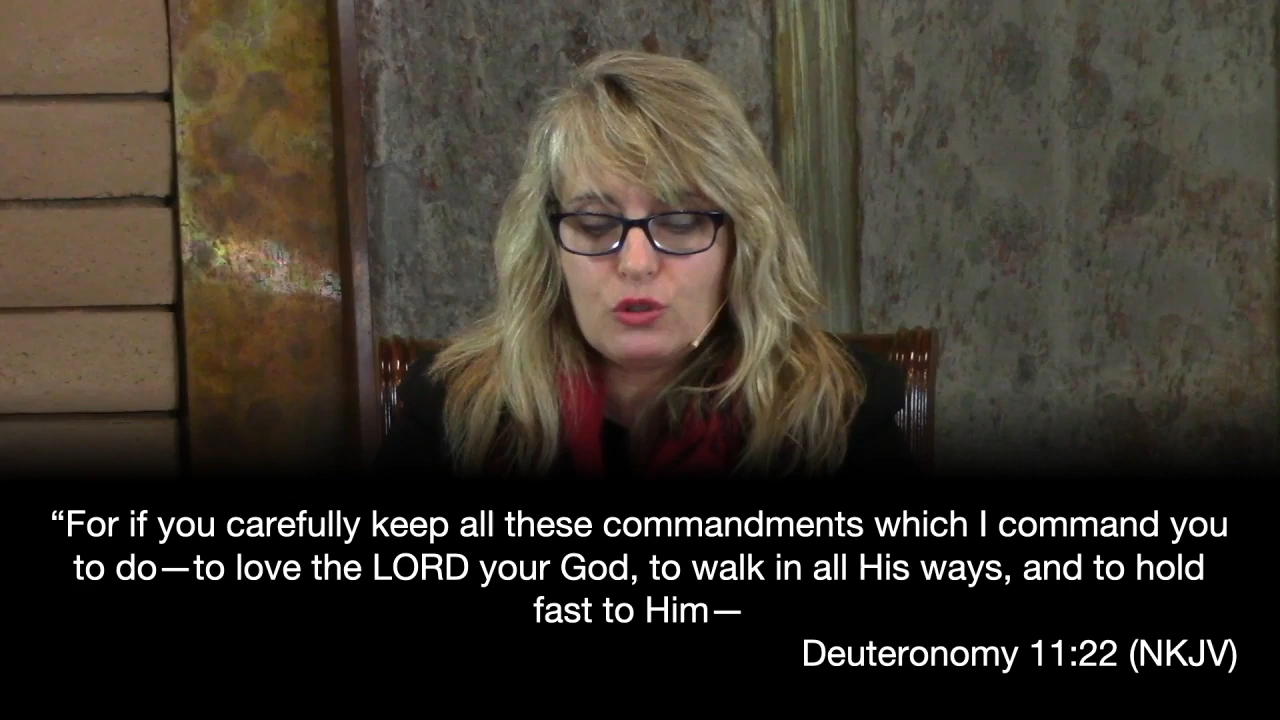 “For if you carefully keep all these commandments which I command you
to do—to love the LORD your God, to walk in all His ways, and to hold
fast to Him—
Deuteronomy 11:22 (NKJV)